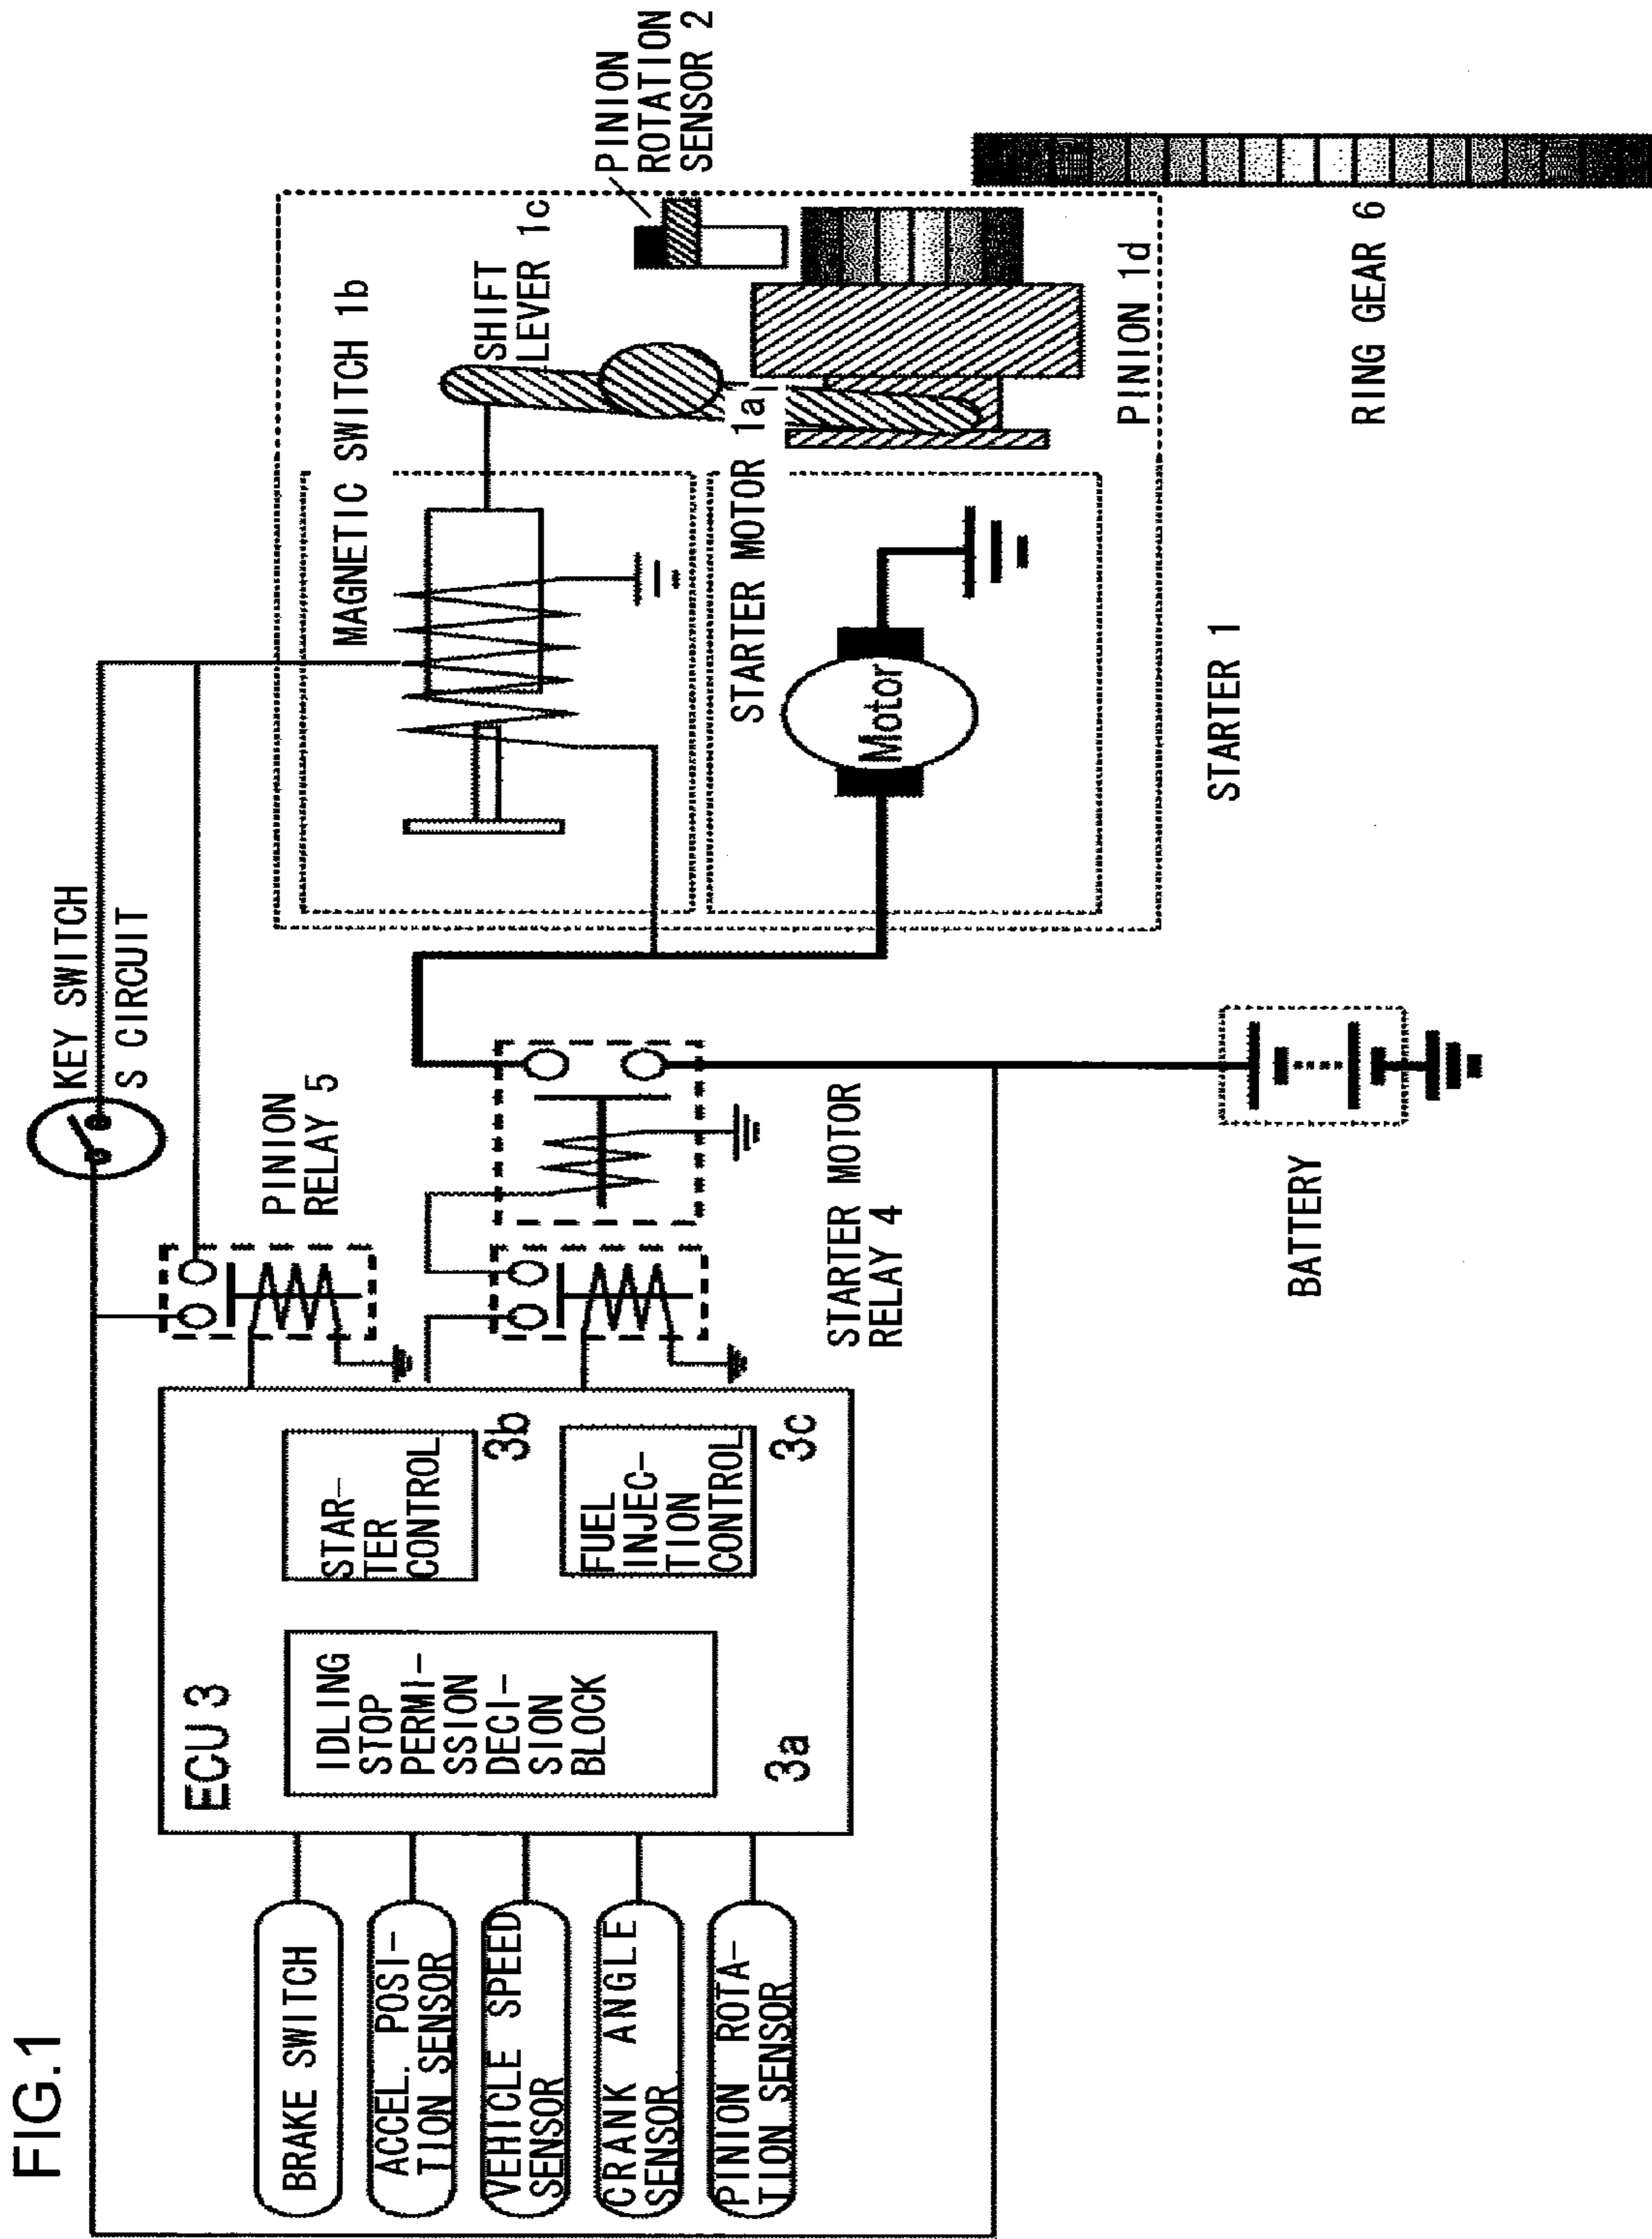 FIG.1
KEY SWITCH
S CIRCUIT
PINION
RELAY 5
ECU 3
IDLING
STOP
PERMI-
SSION
DECI-
SION
BLOCK
3a
STAR-
TER
CONTROL
3b
FUEL
INJEC-
TION
CONTROL
3c
BRAKE SWITCH
ACCEL. POSI-
TION SENSOR
VEHICLE SPEED
SENSOR
CRANK ANGLE
SENSOR
PINION ROTA-
TION SENSOR
STARTER MOTOR
RELAY 4
BATTERY
MAGNETIC SWITCH 1b
SHIFT
LEVER 1c
PINION
ROTATION
SENSOR 2
STARTER MOTOR 1a
Motor
PINION 1d
STARTER 1
RING GEAR 6